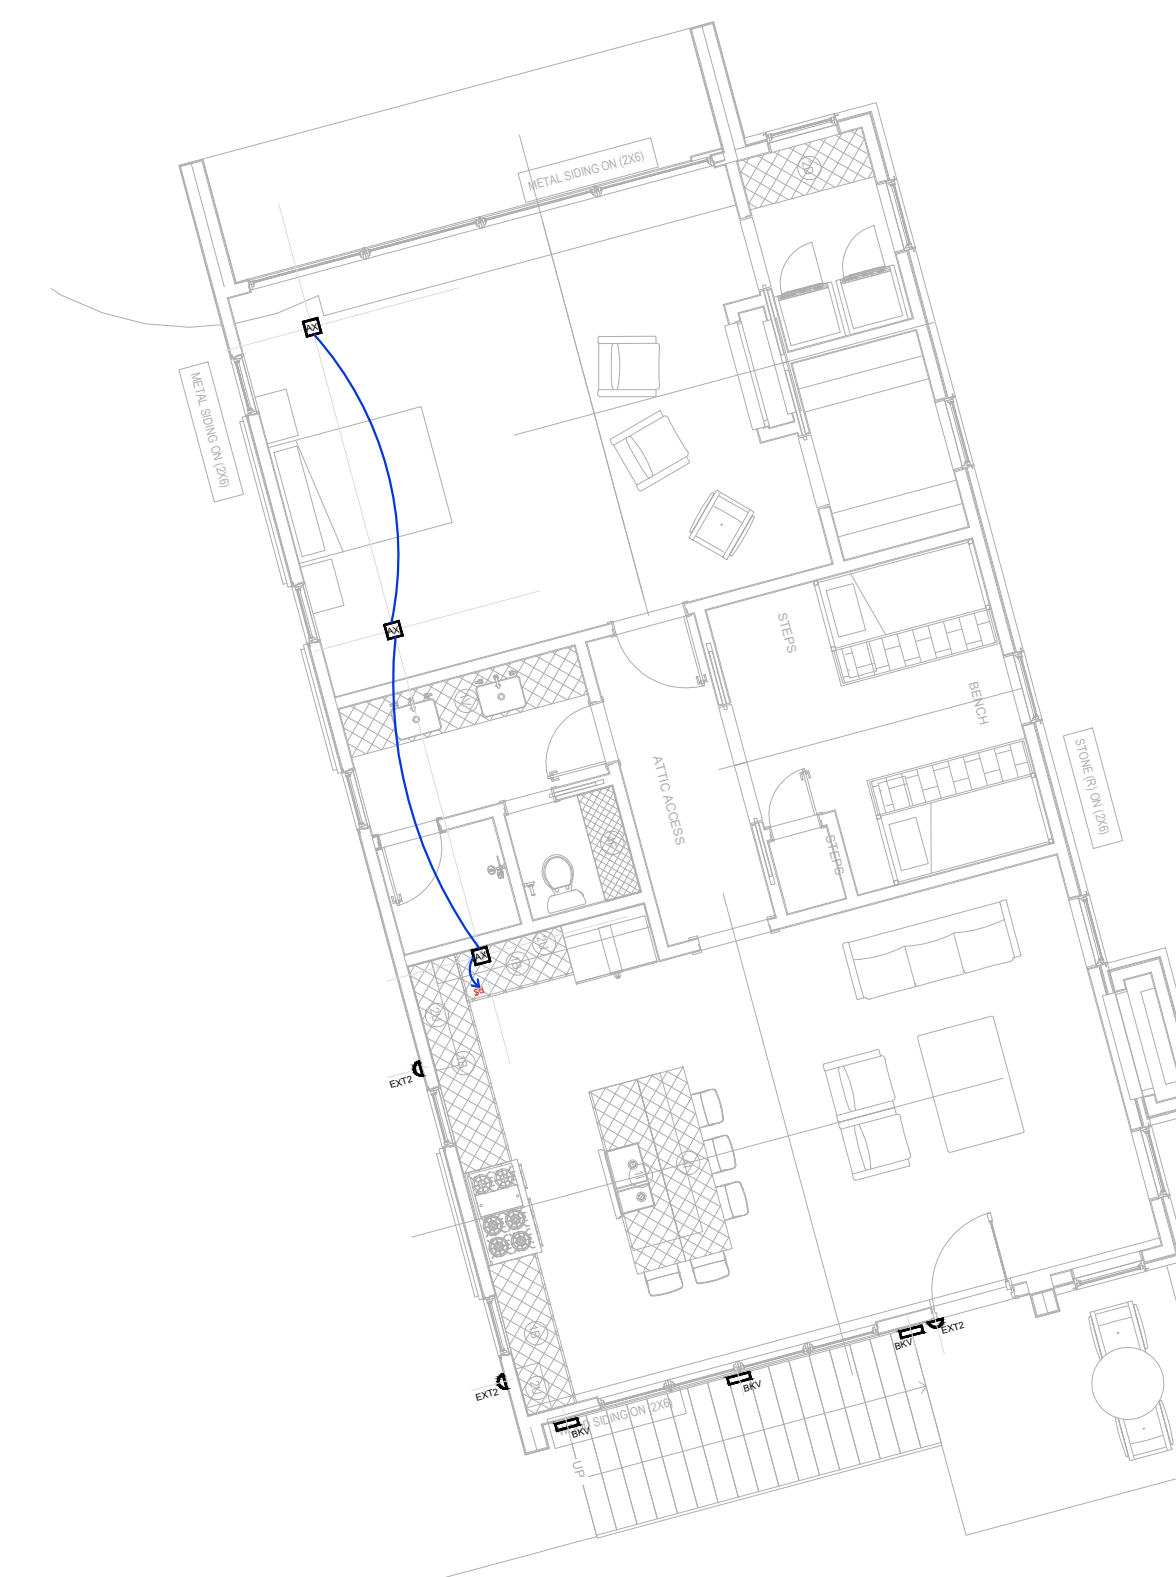 METAL SIDING ON (2X6)
2D
AX
METAL SIDING ON (2X6)
AX
STEPS
BENCH
ATTIC ACCESS
STONE (R) ON (2X6)
STEPS
AX
EXT2
BKV
EXT2
BKV
EXT2
SIDING ON (2X6)
BKV
UP